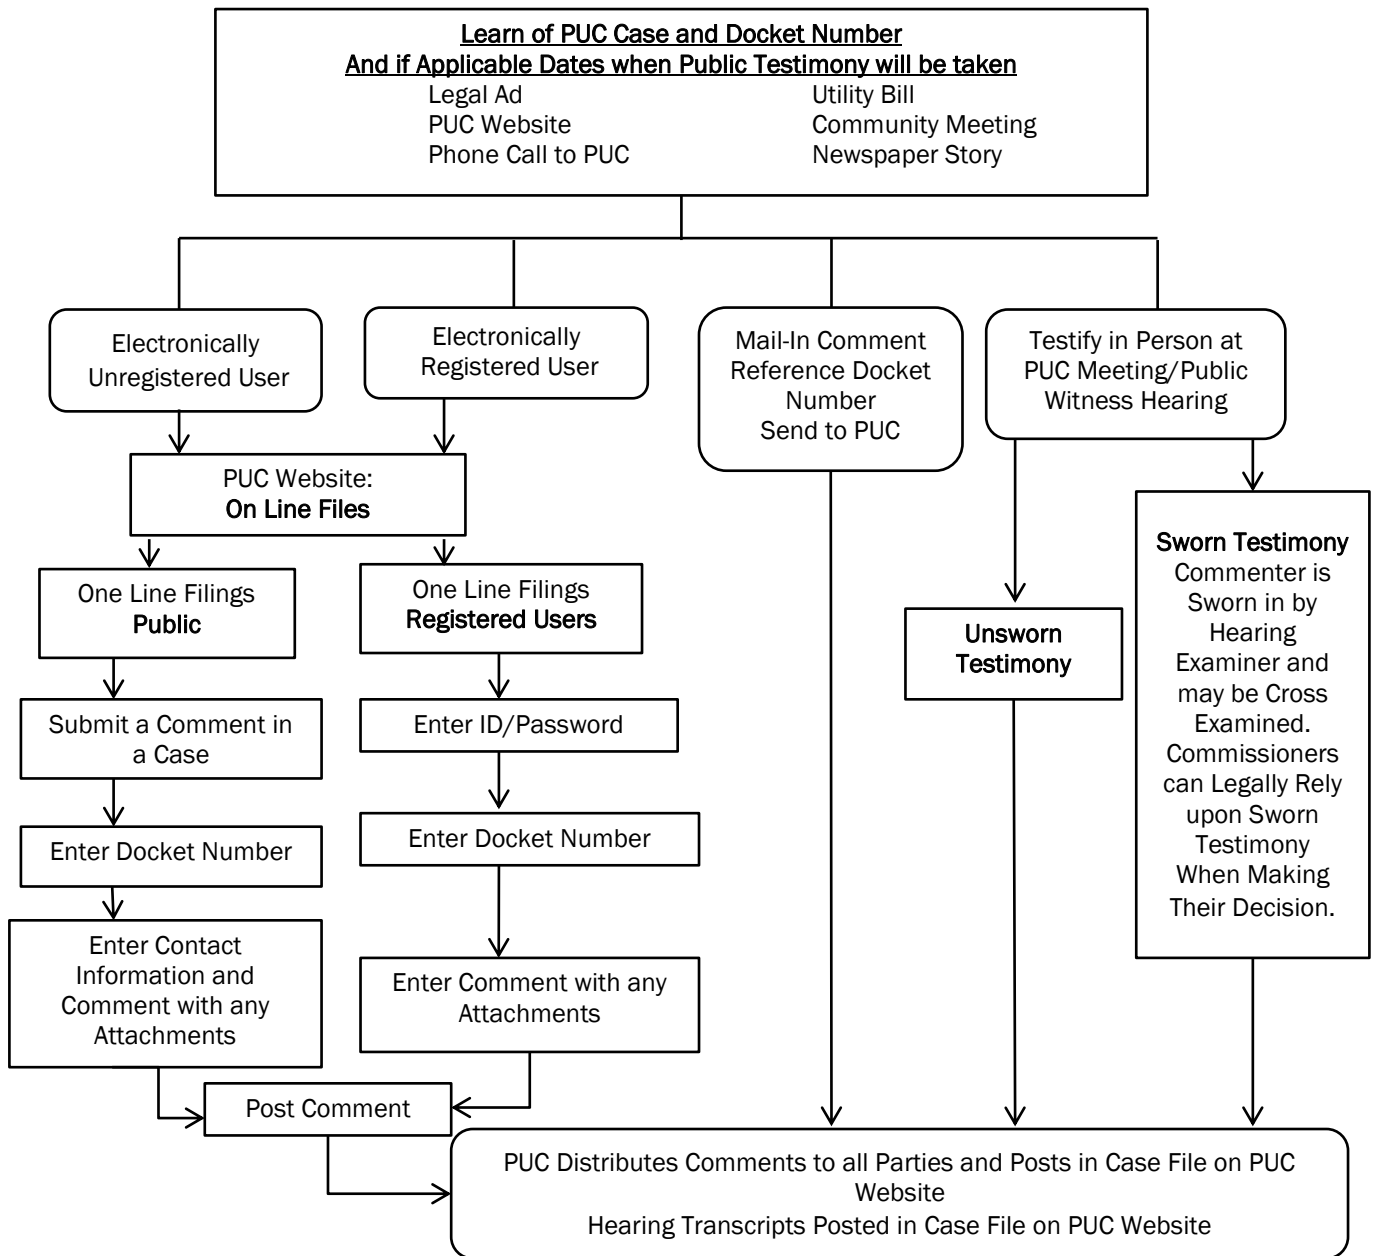 Learn of PUC Case and Docket Number
And if Applicable Dates when Public Testimony will be taken
Legal Ad
PUC Website
Phone Call to PUC
Utility Bill
Community Meeting
Newspaper Story
Electronically
Unregistered User
Electronically
Registered User
Mail-In Comment
Reference Docket
Number
Send to PUC
Testify in Person at
PUC Meeting/Public
Witness Hearing
PUC Website:
On Line Files
One Line Filings
Public
One Line Filings
Registered Users
Submit a Comment in
a Case
Enter ID/Password
Enter Docket Number
Enter Docket Number
Enter Contact
Information and
Comment with any
Attachments
Enter Comment with any
Attachments
Post Comment
Unsworn
Testimony
Sworn Testimony
Commenter is
Sworn in by
Hearing
Examiner and
may be Cross
Examined.
Commissioners
can Legally Rely
upon Sworn
Testimony
When Making
Their Decision.
PUC Distributes Comments to all Parties and Posts in Case File on PUC
Website
Hearing Transcripts Posted in Case File on PUC Website